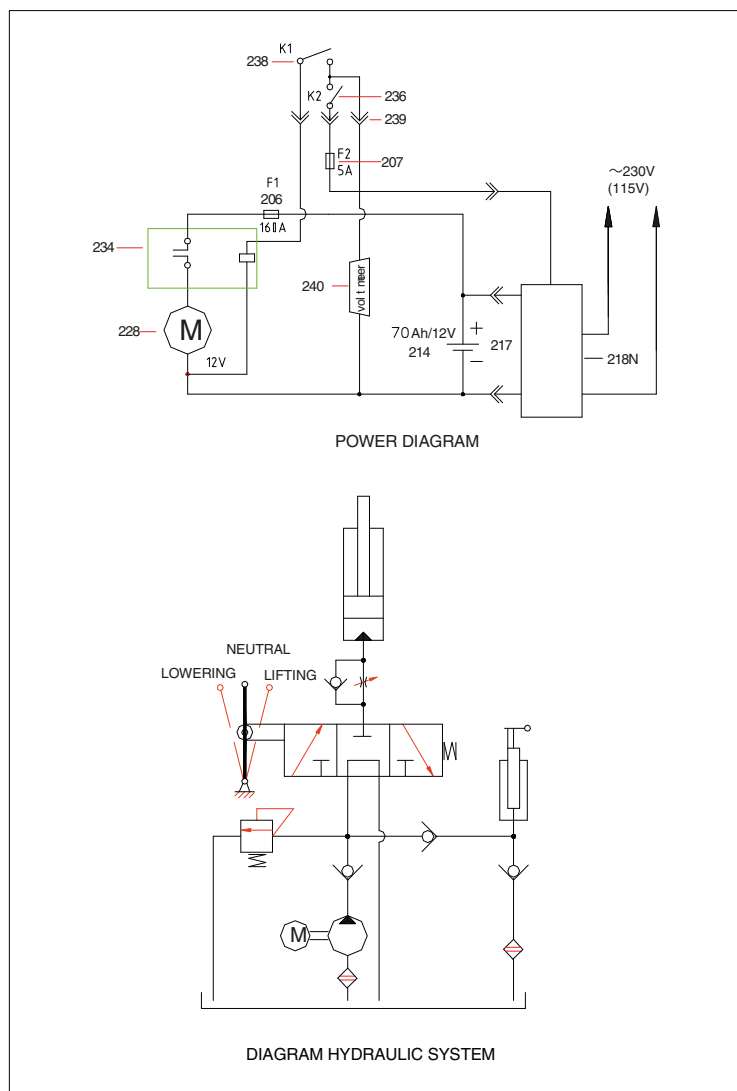 K1
238
K2
236
239
F2
207
5A
～230V
(115V)
F1
206
160A
234
240
voltmeer
228
M
12V
70Ah/12V
214
+
−
217
218N
POWER DIAGRAM
NEUTRAL
LOWERING
LIFTING
M
DIAGRAM HYDRAULIC SYSTEM